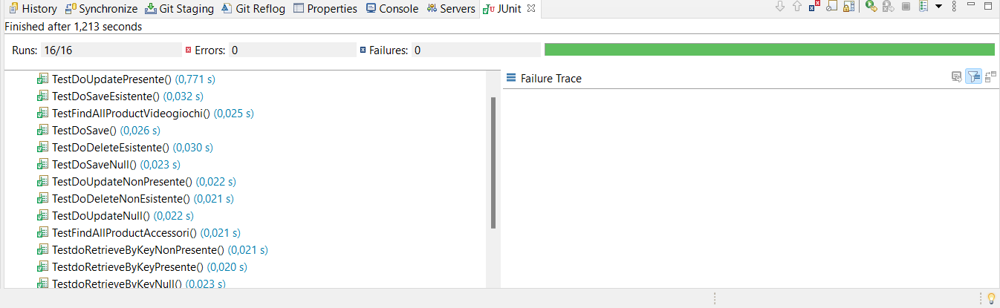 History Synchronize Git Staging Git Reflog Properties Console Servers JUnit
Finished after 1,213 seconds
Runs: 16/16 Errors: 0 Failures: 0
TestDoUpdatePresente() (0,771 s)
Failure Trace
TestDoSaveEsistente() (0,032 s)
TestFindAllProductVideogiochi() (0,025 s)
TestDoSave() (0,026 s)
TestDoDeleteEsistente() (0,030 s)
TestDoSaveNull() (0,023 s)
TestDoUpdateNonPresente() (0,022 s)
TestDoDeleteNonEsistente() (0,021 s)
TestDoUpdateNull() (0,022 s)
TestFindAllProductAccessori() (0,021 s)
TestdoRetrieveByKeyNonPresente() (0,021 s)
TestdoRetrieveByKeyPresente() (0,020 s)
TestdoRetrieveByKeyNull() (0,023 s)